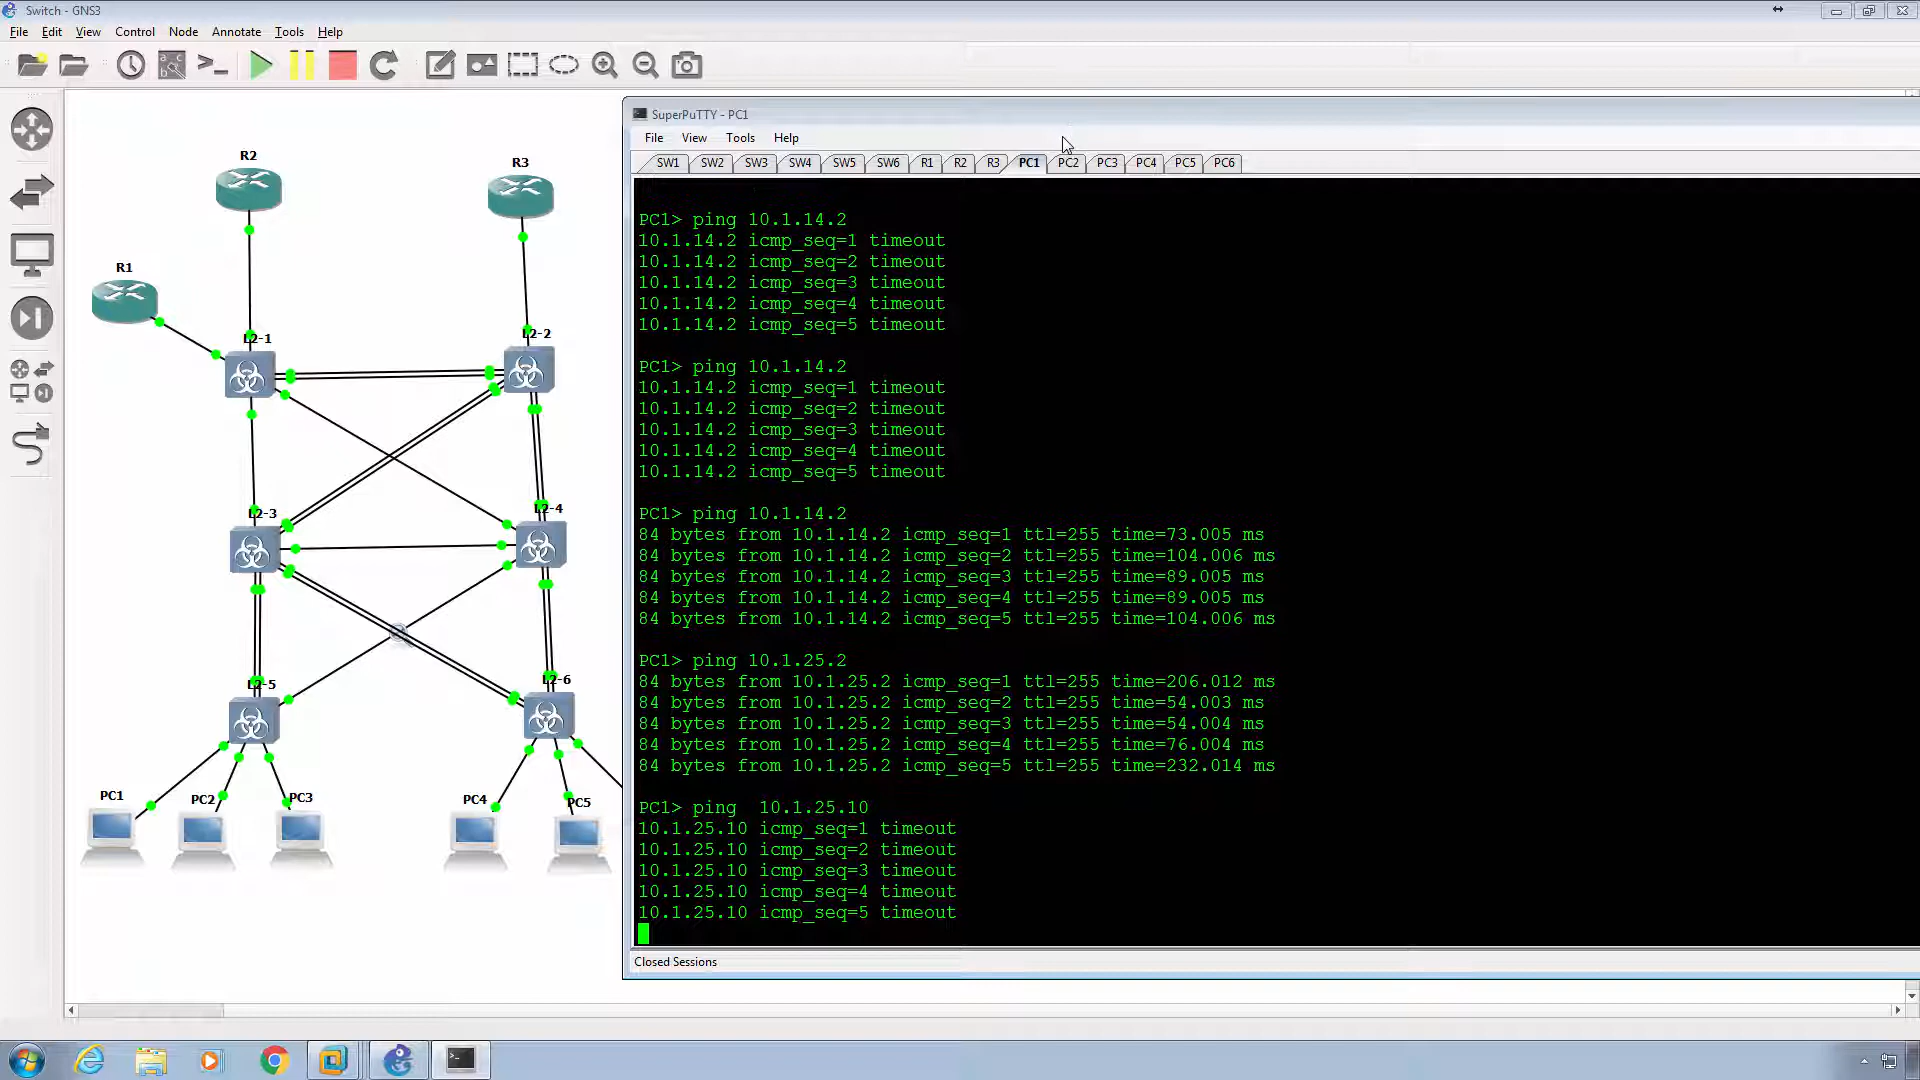 Switch - GNS3
File Edit View Control Node Annotate Tools Help
SuperPuTTY - PC1
File View Tools Help
SW1 SW2 SW3 SW4 SW5 SW6 R1 R2 R3 PC1 PC2 PC3 PC4 PC5 PC6
R2
R3
R1
L2-1
L2-2
L2-3
L2-4
L2-5
L2-6
PC1
PC2
PC3
PC4
PC5
PC1> ping 10.1.14.2
10.1.14.2 icmp_seq=1 timeout
10.1.14.2 icmp_seq=2 timeout
10.1.14.2 icmp_seq=3 timeout
10.1.14.2 icmp_seq=4 timeout
10.1.14.2 icmp_seq=5 timeout
PC1> ping 10.1.14.2
10.1.14.2 icmp_seq=1 timeout
10.1.14.2 icmp_seq=2 timeout
10.1.14.2 icmp_seq=3 timeout
10.1.14.2 icmp_seq=4 timeout
10.1.14.2 icmp_seq=5 timeout
PC1> ping 10.1.14.2
84 bytes from 10.1.14.2 icmp_seq=1 ttl=255 time=73.005 ms
84 bytes from 10.1.14.2 icmp_seq=2 ttl=255 time=104.006 ms
84 bytes from 10.1.14.2 icmp_seq=3 ttl=255 time=89.005 ms
84 bytes from 10.1.14.2 icmp_seq=4 ttl=255 time=89.005 ms
84 bytes from 10.1.14.2 icmp_seq=5 ttl=255 time=104.006 ms
PC1> ping 10.1.25.2
84 bytes from 10.1.25.2 icmp_seq=1 ttl=255 time=206.012 ms
84 bytes from 10.1.25.2 icmp_seq=2 ttl=255 time=54.003 ms
84 bytes from 10.1.25.2 icmp_seq=3 ttl=255 time=54.004 ms
84 bytes from 10.1.25.2 icmp_seq=4 ttl=255 time=76.004 ms
84 bytes from 10.1.25.2 icmp_seq=5 ttl=255 time=232.014 ms
PC1> ping  10.1.25.10
10.1.25.10 icmp_seq=1 timeout
10.1.25.10 icmp_seq=2 timeout
10.1.25.10 icmp_seq=3 timeout
10.1.25.10 icmp_seq=4 timeout
10.1.25.10 icmp_seq=5 timeout
Closed Sessions